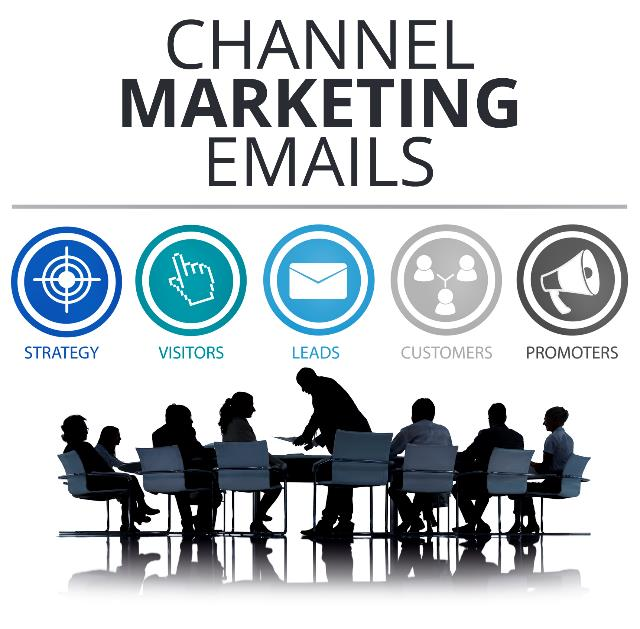 CHANNEL
MARKETING
EMAILS
STRATEGY VISITORS LEADS CUSTOMERS PROMOTERS